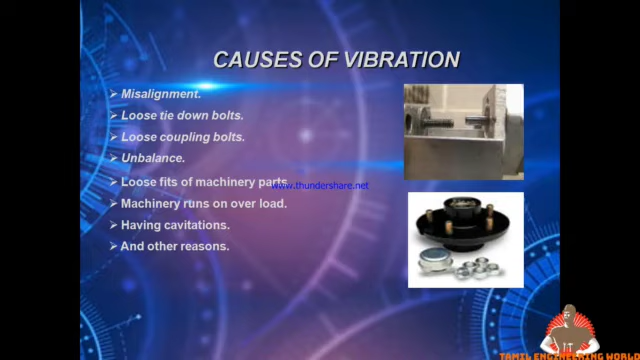 CAUSES OF VIBRATION
➢ Misalignment.
➢ Loose tie down bolts.
➢ Loose coupling bolts.
➢ Unbalance.
➢ Loose fits of machinery parts
www.thundershare.net
➢ Machinery runs on over load.
➢ Having cavitations.
➢ And other reasons.
TAMIL ENGINEERING WORLD